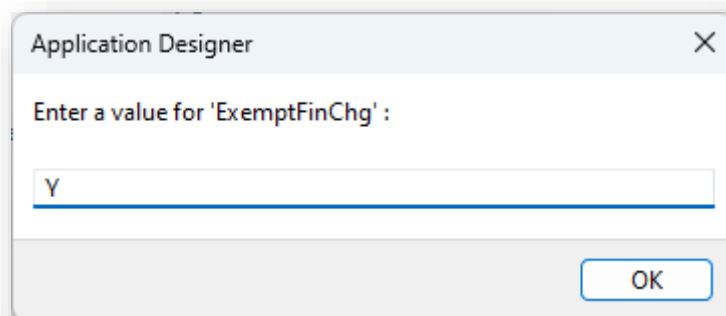 Application Designer
Enter a value for 'ExemptFinChg' :
Y
OK